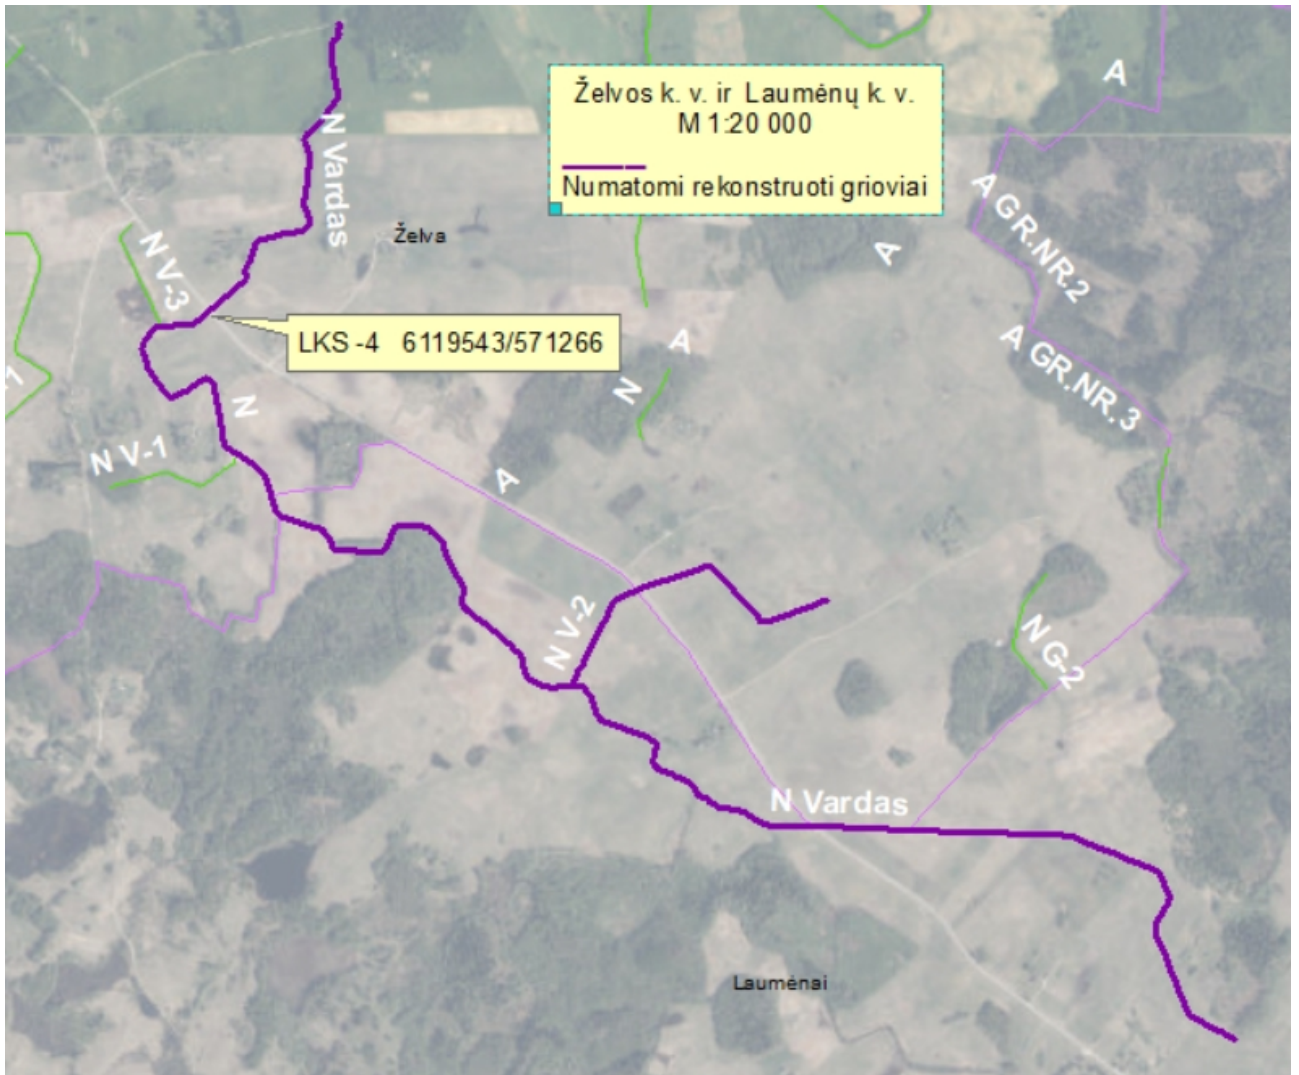 A
Želvos k. v. ir Laumėnų k. v.
M 1:20 000
Numatomi rekonstruoti grioviai
N Vardas
A GR.NR.2
Želva
A
N V-3
LKS -4 6119543/571266
A
A GR.NR.3
N
N
N V-1
A
N V-2
N G-2
N Vardas
Laumėnai